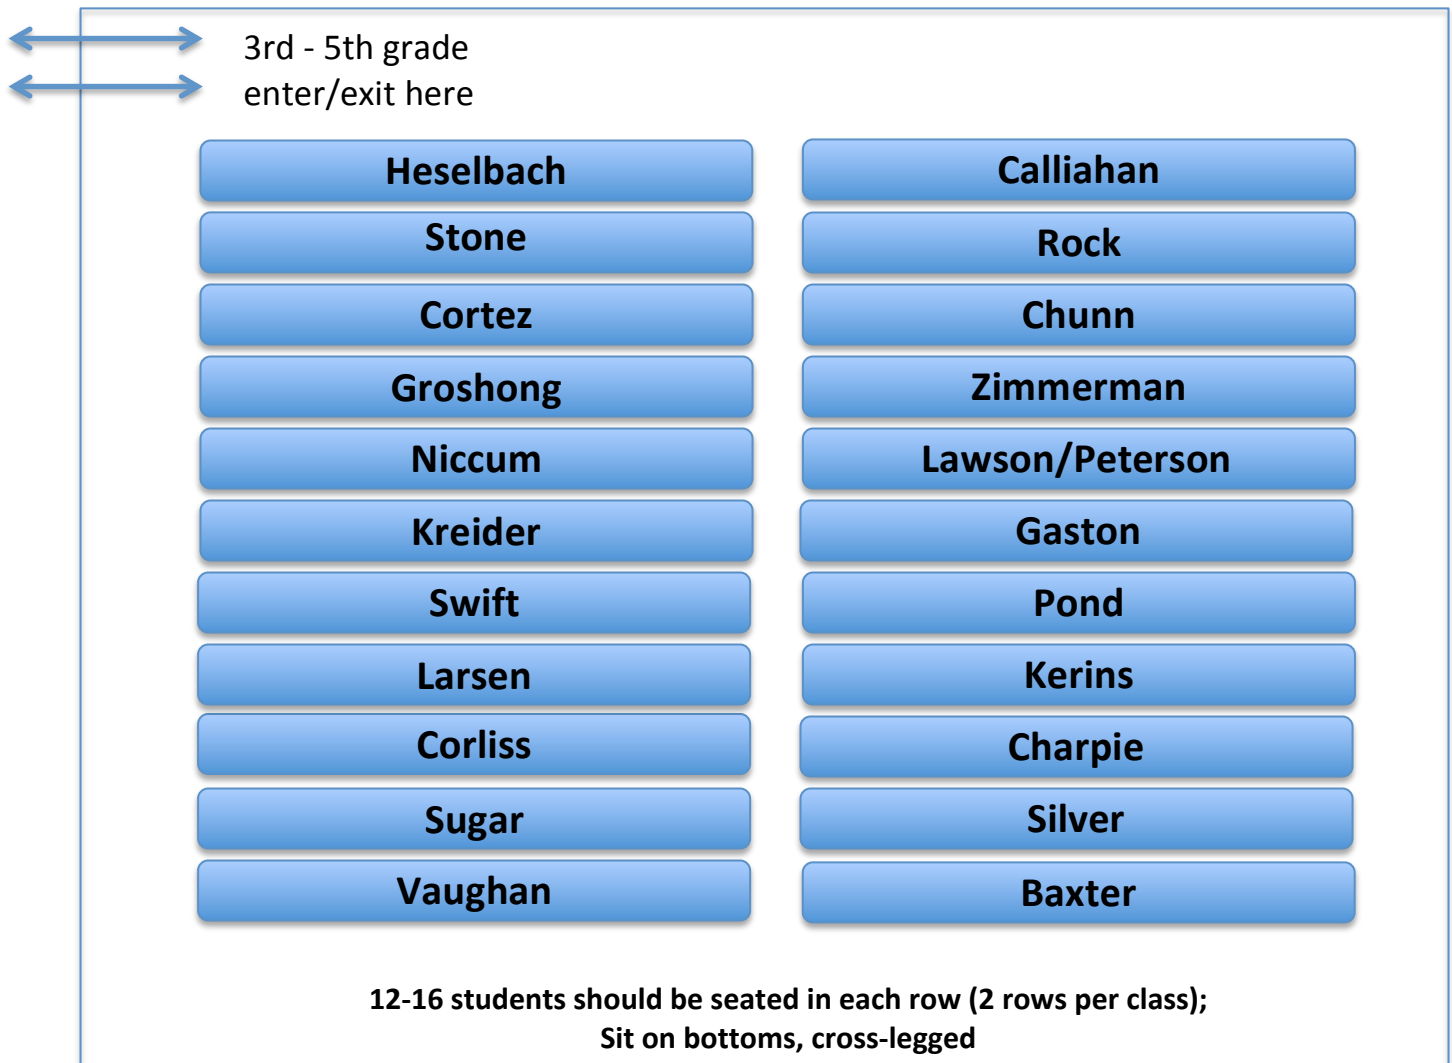 3rd - 5th grade
enter/exit here
Heselbach
Stone
Cortez
Groshong
Niccum
Kreider
Swift
Larsen
Corliss
Sugar
Vaughan
Calliahan
Rock
Chunn
Zimmerman
Lawson/Peterson
Gaston
Pond
Kerins
Charpie
Silver
Baxter
12-16 students should be seated in each row (2 rows per class);
Sit on bottoms, cross-legged